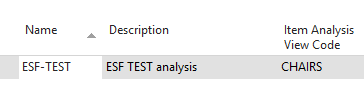 Name Description Item Analysis
View Code
ESF-TEST ESF TEST analysis CHAIRS